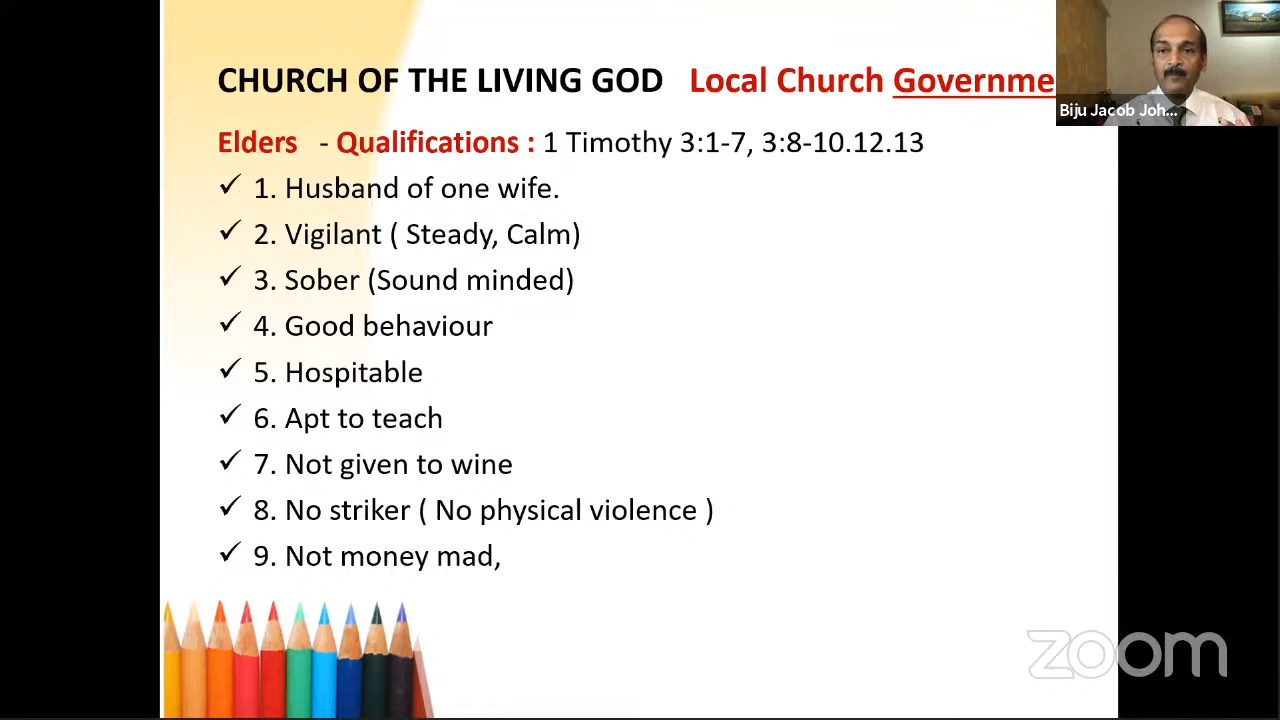 CHURCH OF THE LIVING GOD Local Church Governme
Biju Jacob Joh...
Elders - Qualifications : 1 Timothy 3:1-7, 3:8-10.12.13
✓ 1. Husband of one wife.
✓ 2. Vigilant ( Steady, Calm)
✓ 3. Sober (Sound minded)
✓ 4. Good behaviour
✓ 5. Hospitable
✓ 6. Apt to teach
✓ 7. Not given to wine
✓ 8. No striker ( No physical violence )
✓ 9. Not money mad,
zoom